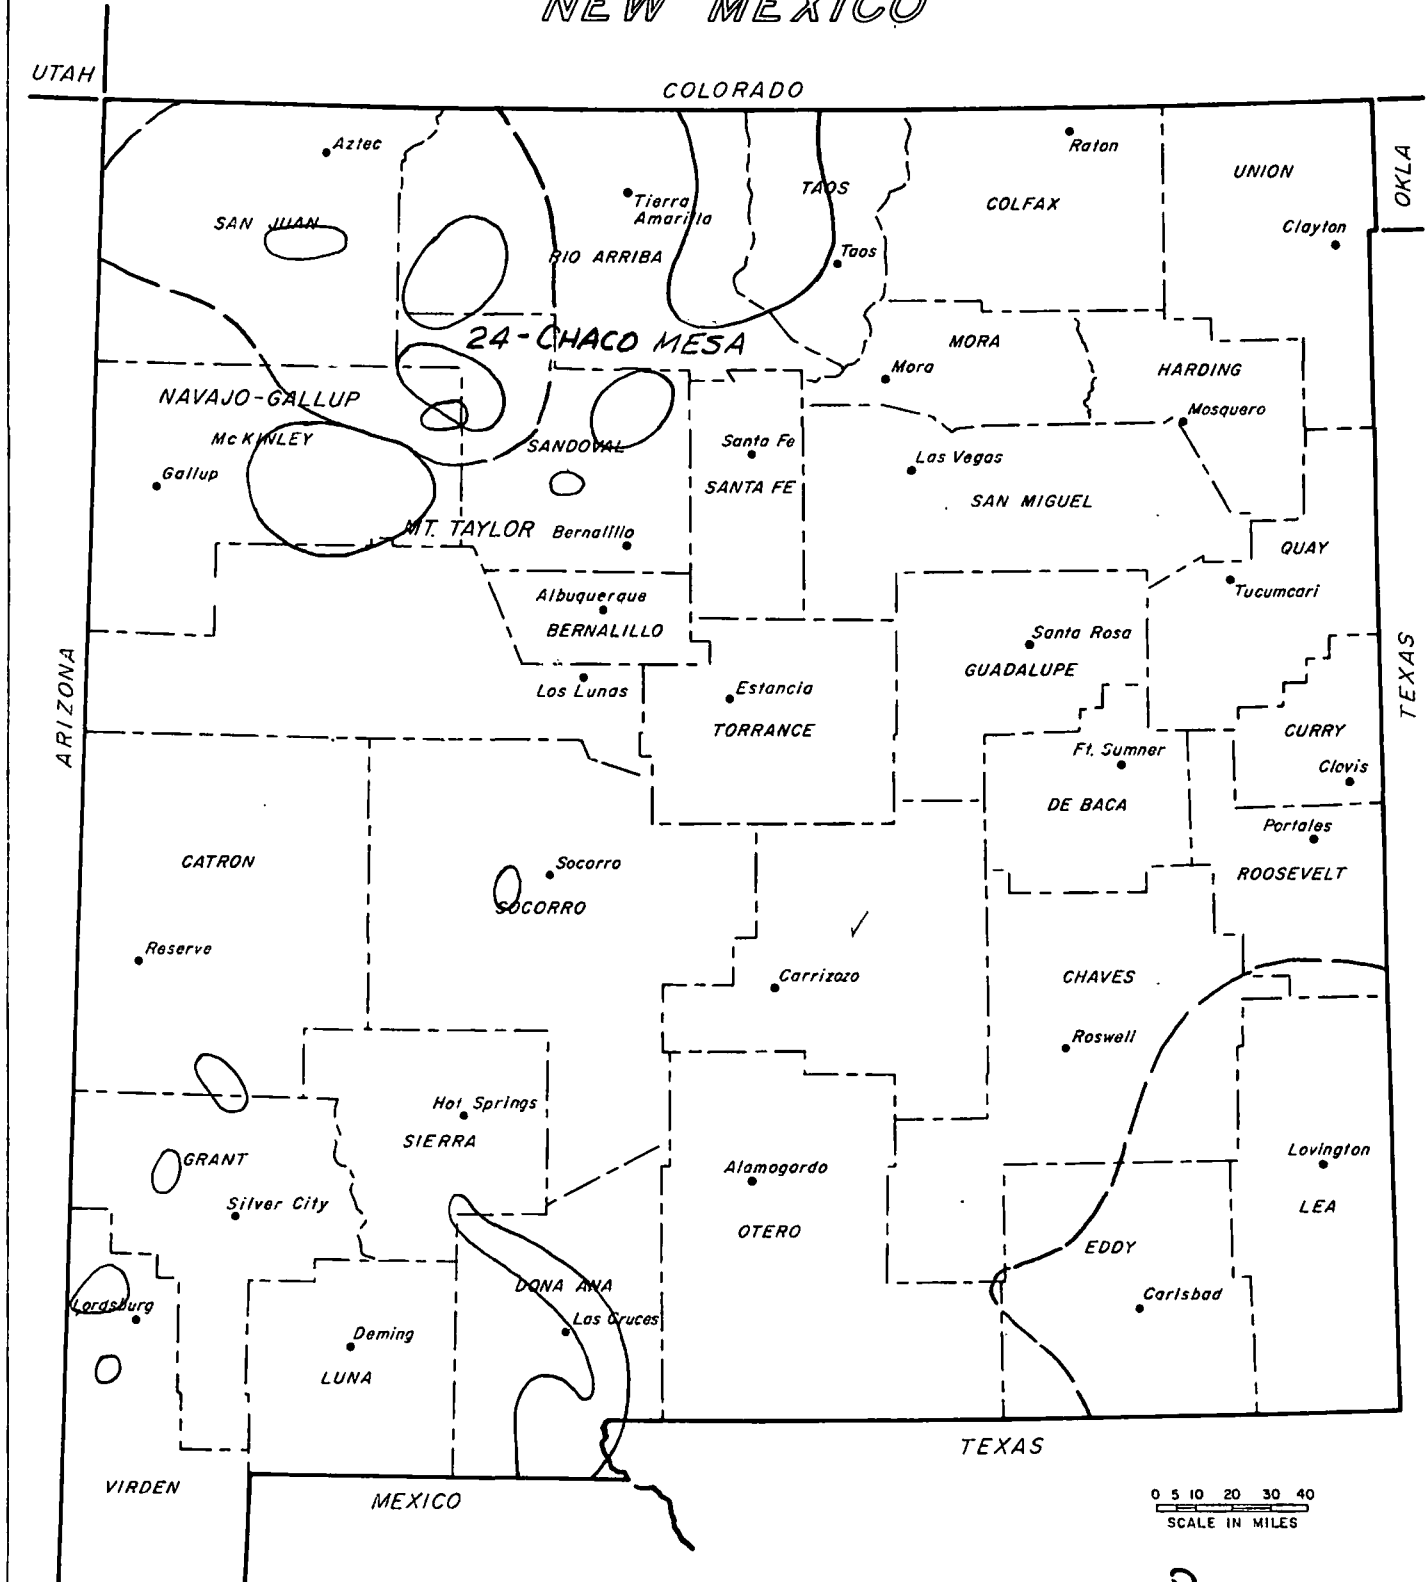 NEW MEXICO
UTAH
COLORADO
OKLA
Aztec
Raton
UNION
TAOS
Tierra
Amarilla
COLFAX
SAN JUAN
Clayton
RIO ARRIBA
Taos
24-CHACO MESA
MORA
Mora
HARDING
NAVAJO-GALLUP
Mosquero
McKINLEY
SANDOVAL
Santa Fe
Las Vegas
Gallup
SANTA FE
SAN MIGUEL
MT. TAYLOR
Bernalillo
QUAY
Albuquerque
Tucumcari
BERNALILLO
Santa Rosa
GUADALUPE
ARIZONA
TEXAS
Los Lunas
Estancia
TORRANCE
CURRY
Ft. Sumner
Clovis
DE BACA
Portales
CATRON
Socorro
ROOSEVELT
SOCORRO
Reserve
Carrizozo
CHAVES
Roswell
Hot Springs
SIERRA
GRANT
Alamogordo
Lovington
Silver City
OTERO
LEA
EDDY
DONA ANA
Lordsburg
Las Cruces
Carlsbad
Deming
LUNA
TEXAS
VIRDEN
MEXICO
0 5 10 20 30 40
SCALE IN MILES